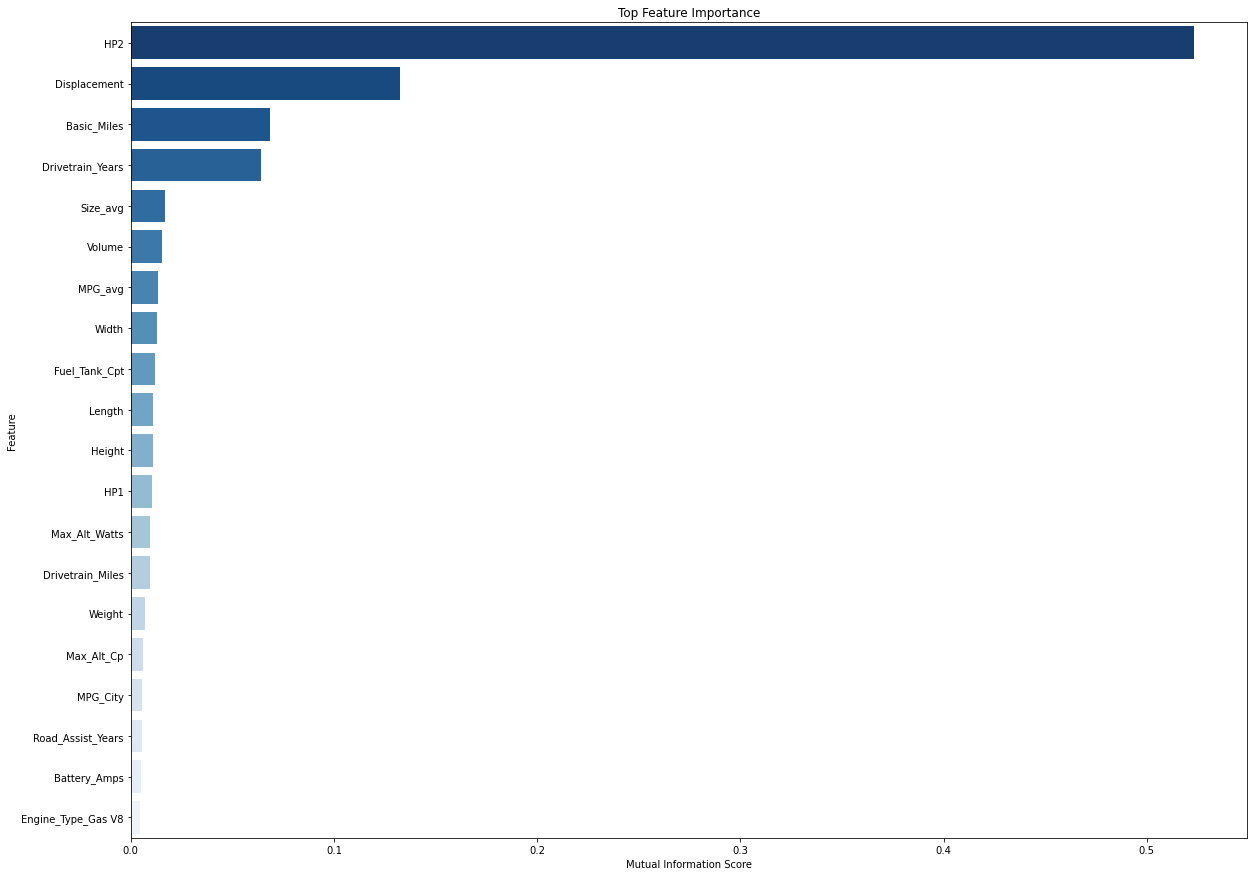 Top Feature Importance
Feature
HP2
Displacement
Basic_Miles
Drivetrain_Years
Size_avg
Volume
MPG_avg
Width
Fuel_Tank_Cpt
Length
Height
HP1
Max_Alt_Watts
Drivetrain_Miles
Weight
Max_Alt_Cp
MPG_City
Road_Assist_Years
Battery_Amps
Engine_Type_Gas V8
0.0 0.1 0.2 0.3 0.4 0.5
Mutual Information Score